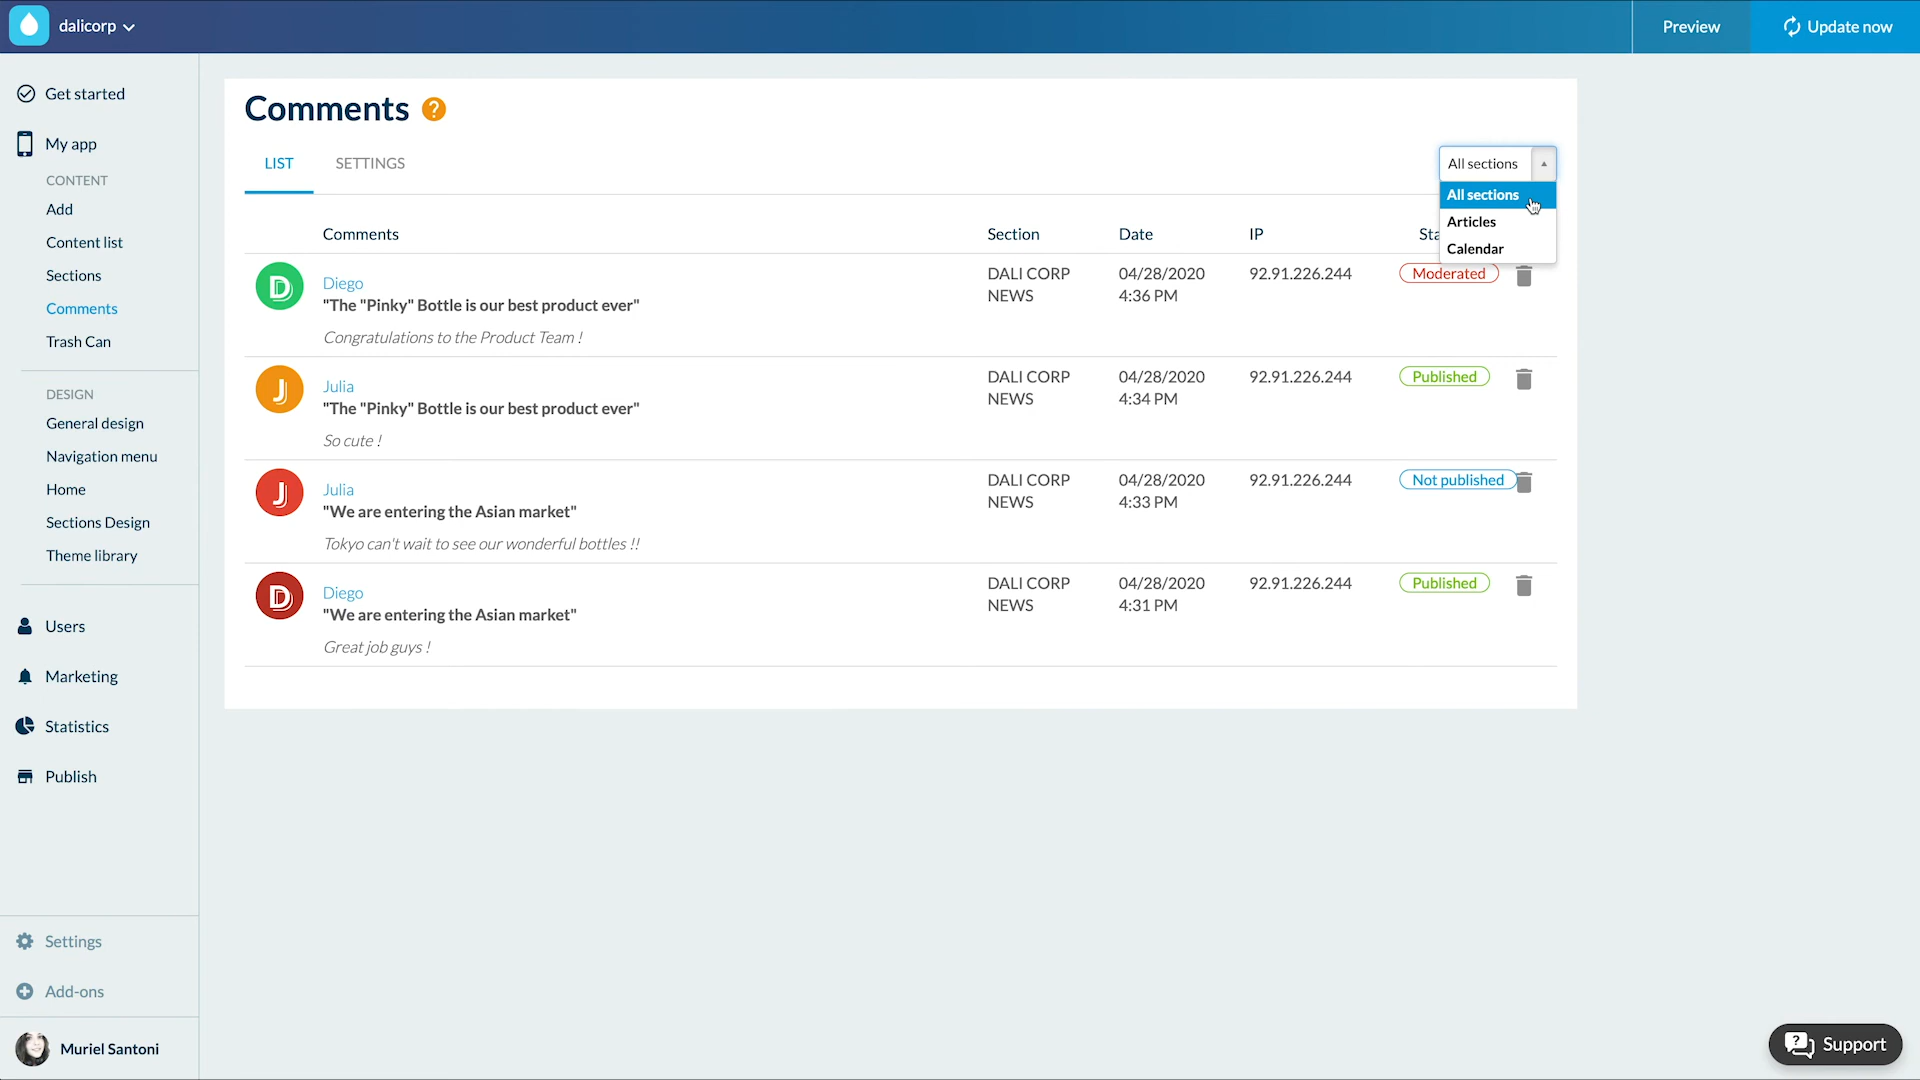 dalicorp
Preview
Update now
Get started
My app
CONTENT
Add
Content list
Sections
Comments
Trash Can
DESIGN
General design
Navigation menu
Home
Sections Design
Theme library
Users
Marketing
Statistics
Publish
Settings
Add-ons
Muriel Santoni
Comments ?
LIST SETTINGS
All sections
All sections
Articles
Calendar
Comments Section Date IP Sta
D
Diego
"The "Pinky" Bottle is our best product ever"
Congratulations to the Product Team !
DALI CORP
NEWS
04/28/2020
4:36 PM
92.91.226.244
Moderated
J
Julia
"The "Pinky" Bottle is our best product ever"
So cute !
DALI CORP
NEWS
04/28/2020
4:34 PM
92.91.226.244
Published
J
Julia
"We are entering the Asian market"
Tokyo can't wait to see our wonderful bottles !!
DALI CORP
NEWS
04/28/2020
4:33 PM
92.91.226.244
Not published
D
Diego
"We are entering the Asian market"
Great job guys !
DALI CORP
NEWS
04/28/2020
4:31 PM
92.91.226.244
Published
? Support